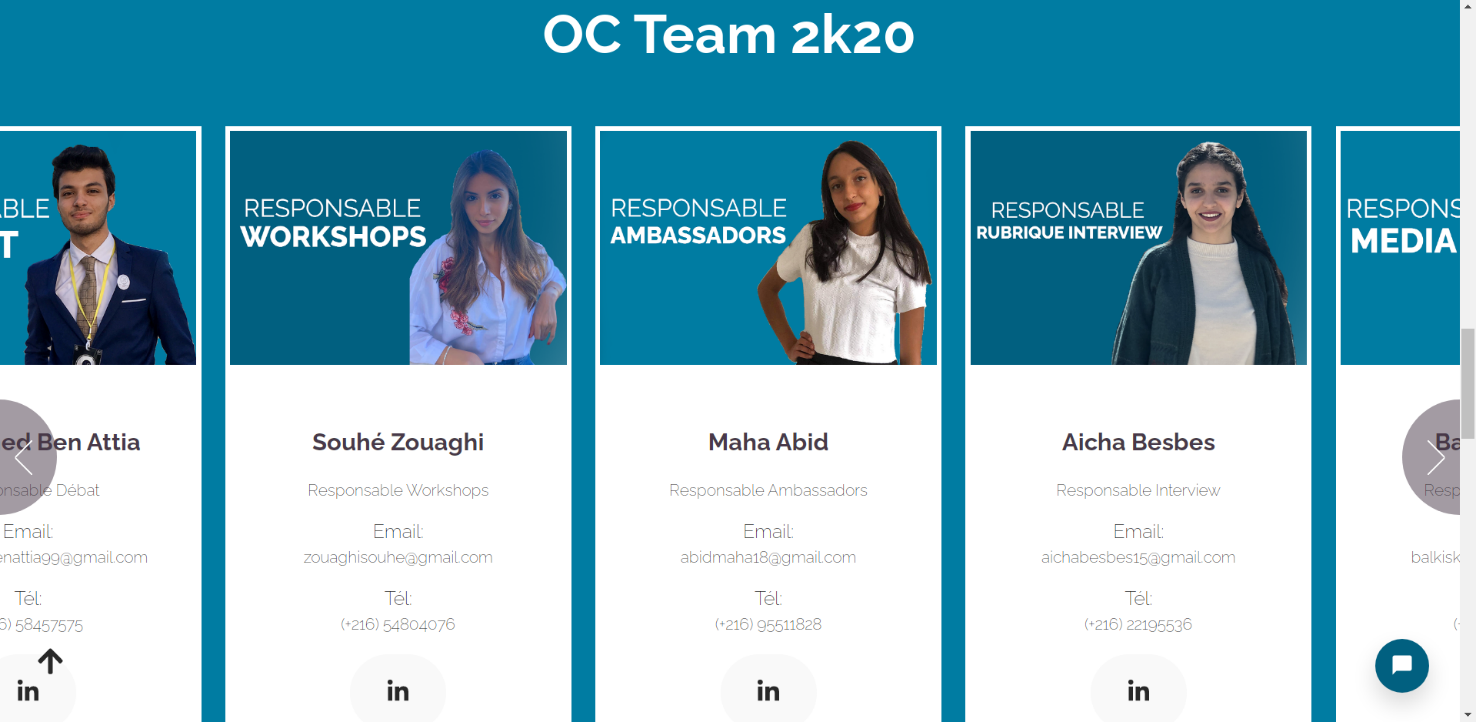 OC Team 2k20
ABLE
T
RESPONSABLE
WORKSHOPS
RESPONSABLE
AMBASSADORS
RESPONSABLE
RUBRIQUE INTERVIEW
RESPONS
MEDIA
ed Ben Attia
onsable Débat
Email:
enattia99@gmail.com
Tél:
6) 58457575
in
Souhé Zouaghi
Responsable Workshops
Email:
zouaghisouhe@gmail.com
Tél:
(+216) 54804076
in
Maha Abid
Responsable Ambassadors
Email:
abidmaha18@gmail.com
Tél:
(+216) 95511828
in
Aicha Besbes
Responsable Interview
Email:
aichabesbes15@gmail.com
Tél:
(+216) 22195536
in
Ba
Resp
balkisk
(+